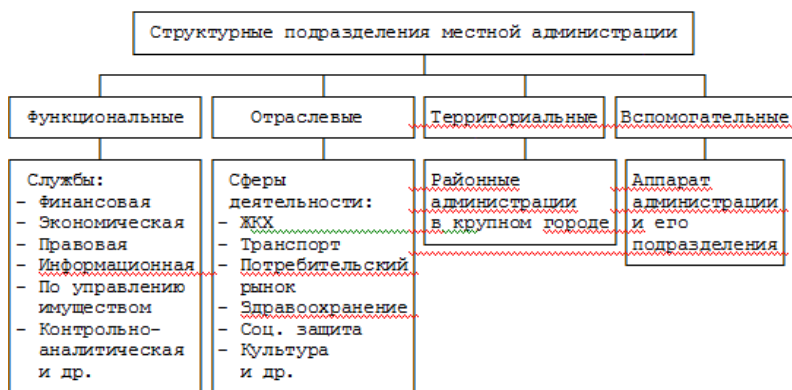 Структурные подразделения местной администрации
Функциональные
Отраслевые
Территориальные
Вспомогательные
Службы:
- Финансовая
- Экономическая
- Правовая
- Информационная
- По управлению
имуществом
- Контрольно-
аналитическая
и др.
Сферы
деятельности:
- ЖКХ
- Транспорт
- Потребительский
рынок
- Здравоохранение
- Соц. защита
- Культура
и др.
Районные
администрации
в крупном городе
Аппарат
администрации
и его
подразделения